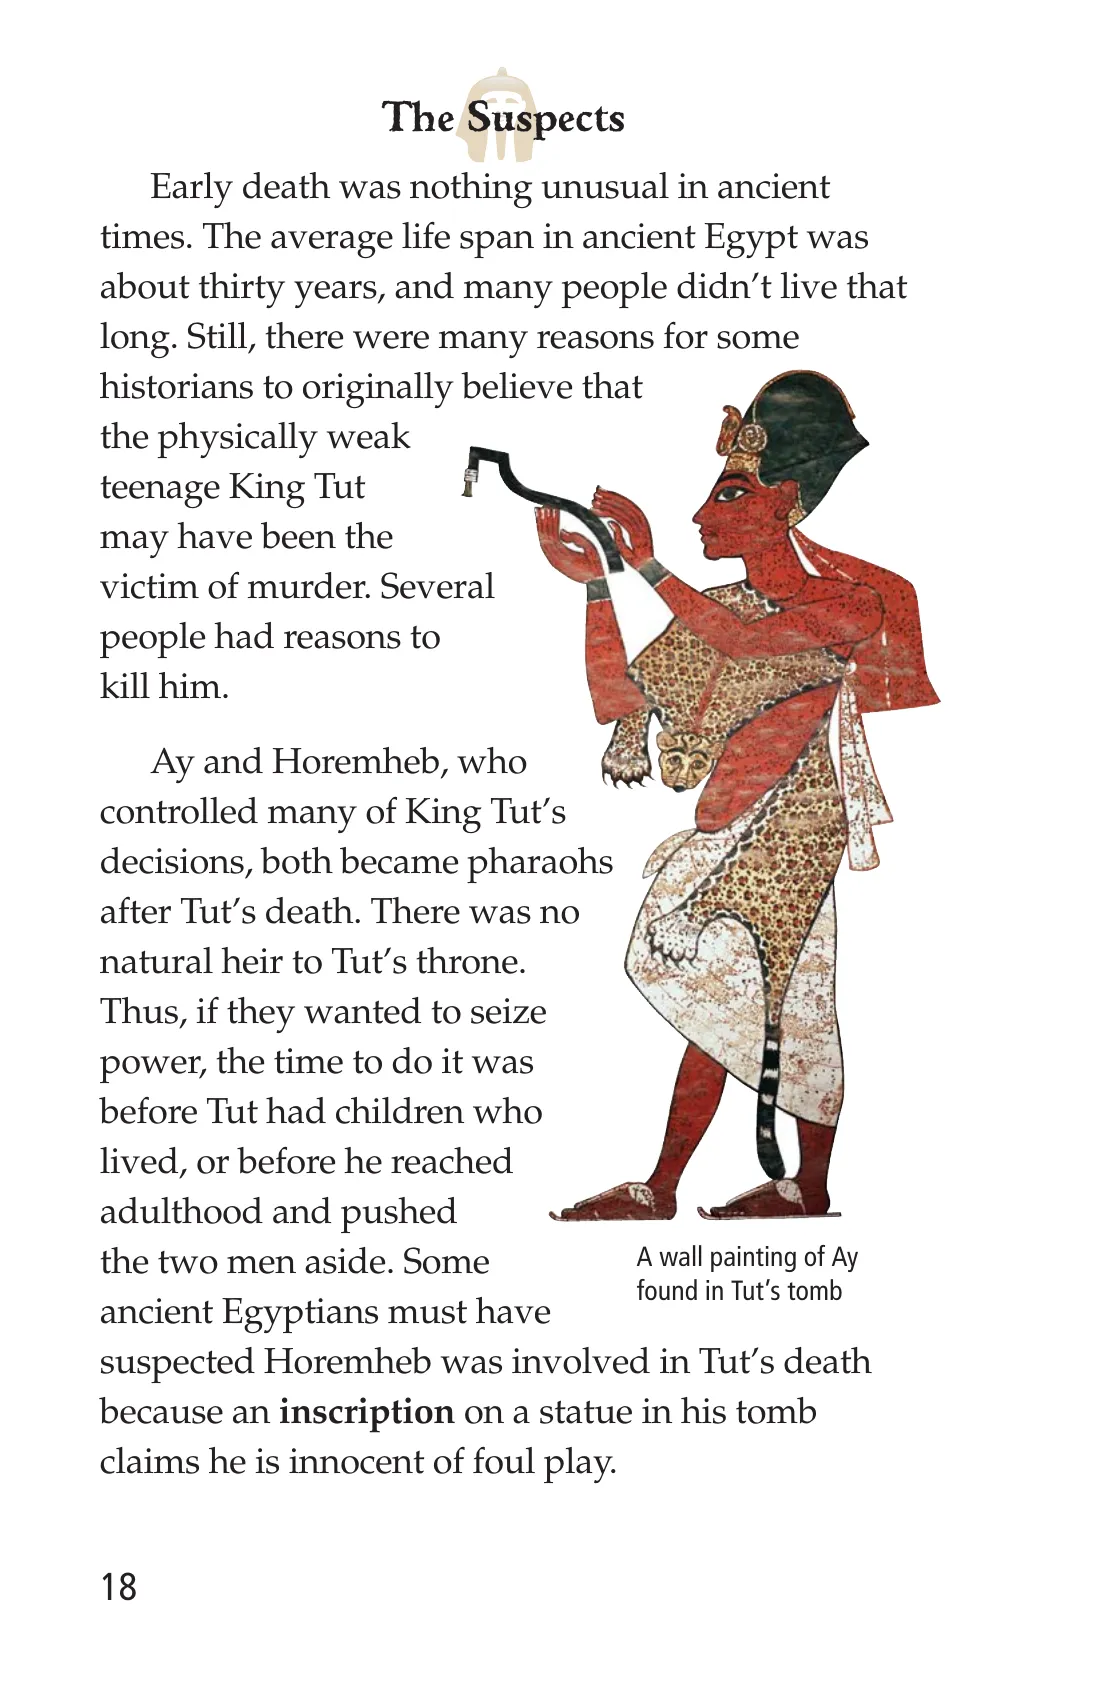 The Suspects
Early death was nothing unusual in ancient
times. The average life span in ancient Egypt was
about thirty years, and many people didn’t live that
long. Still, there were many reasons for some
historians to originally believe that
the physically weak
teenage King Tut
may have been the
victim of murder. Several
people had reasons to
kill him.
Ay and Horemheb, who
controlled many of King Tut’s
decisions, both became pharaohs
after Tut’s death. There was no
natural heir to Tut’s throne.
Thus, if they wanted to seize
power, the time to do it was
before Tut had children who
lived, or before he reached
adulthood and pushed
the two men aside. Some
ancient Egyptians must have
suspected Horemheb was involved in Tut’s death
because an inscription on a statue in his tomb
claims he is innocent of foul play.
A wall painting of Ay
found in Tut’s tomb
18